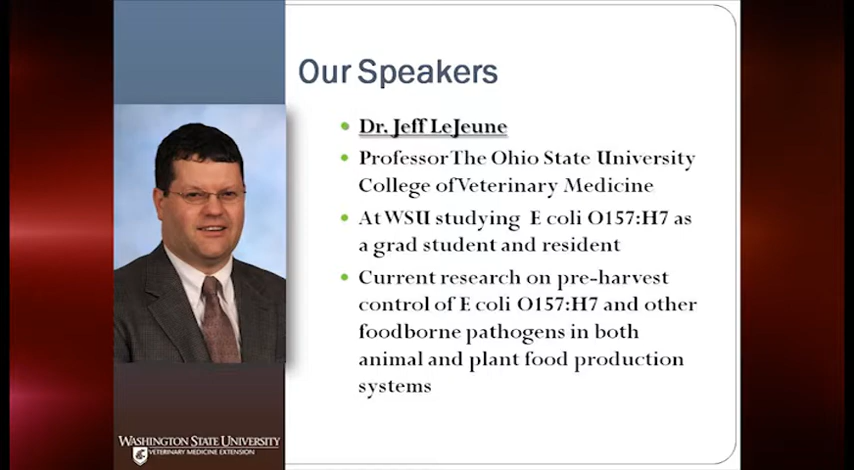 Our Speakers
Dr. Jeff LeJeune
Professor The Ohio State University
College of Veterinary Medicine
At WSU studying E coli O157:H7 as
a grad student and resident
Current research on pre-harvest
control of E coli O157:H7 and other
foodborne pathogens in both
animal and plant food production
systems
WASHINGTON STATE UNIVERSITY
VETERINARY MEDICINE EXTENSION